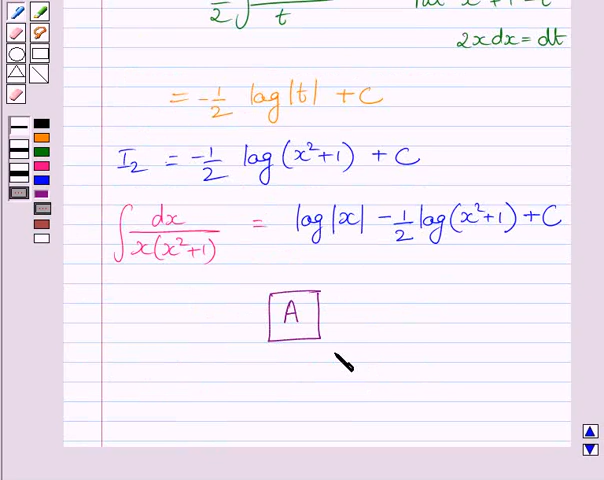 2 t
2xdx = dt
= -1/2 log|t| + C
I₂ = -1/2 log(x²+1) + C
∫ dx/x(x²+1) = log|x| - 1/2 log(x²+1) + C
A